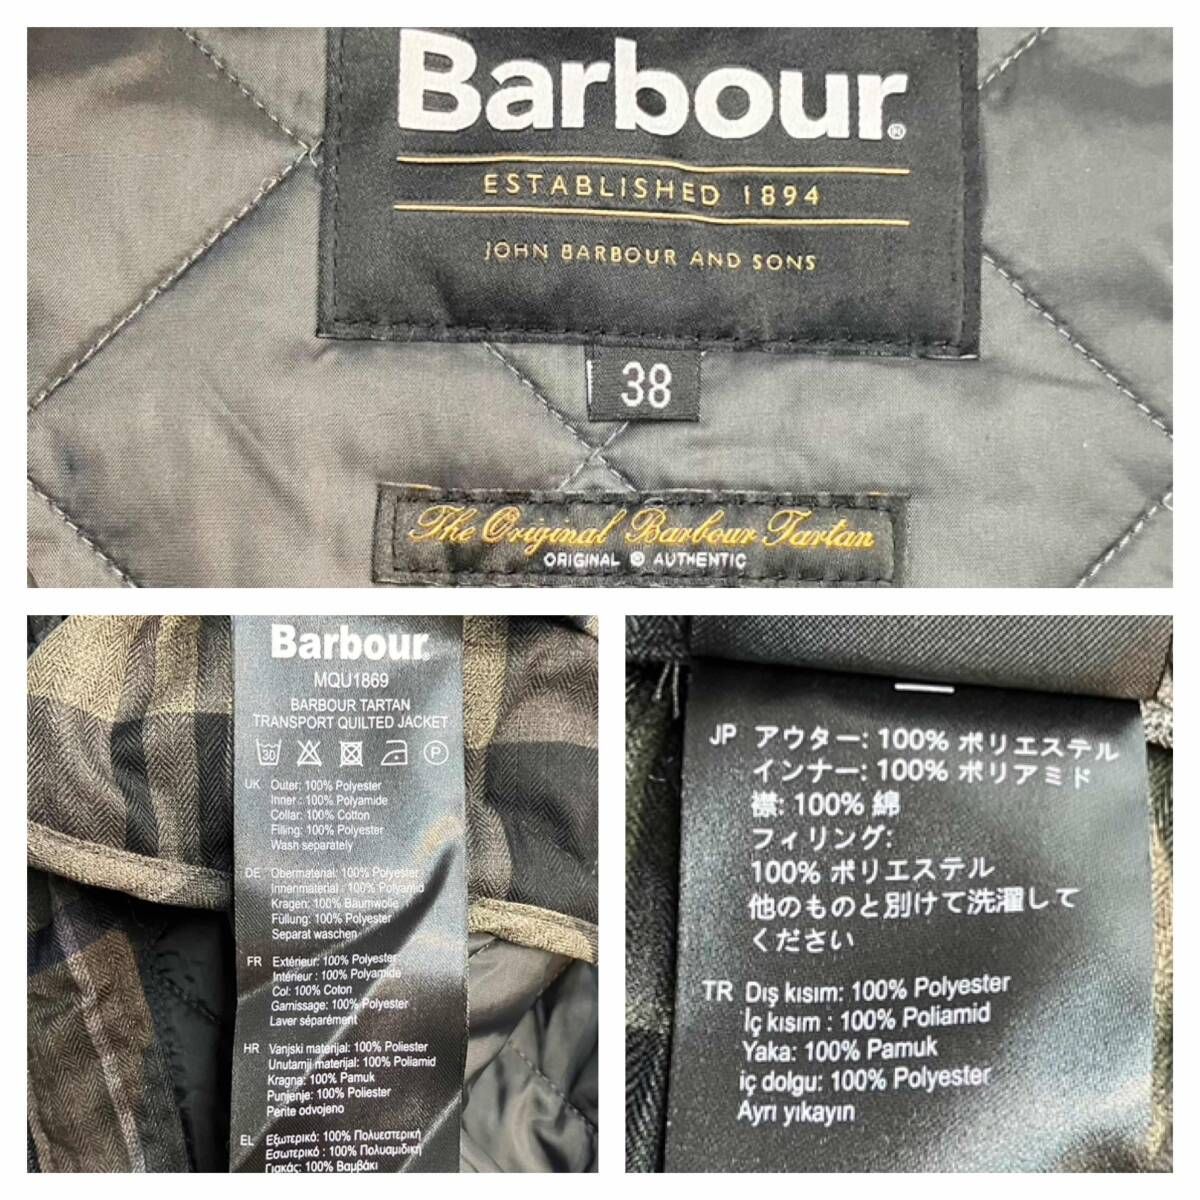 Barbour®
ESTABLISHED 1894
JOHN BARBOUR AND SONS
38
The Original Barbour Tartan
ORIGINAL AUTHENTIC
Barbour®
MQU1869
BARBOUR TARTAN
TRANSPORT QUILTED JACKET
30 P
UK Outer: 100% Polyester
Inner : 100% Polyamide
Collar: 100% Cotton
Filling: 100% Polyester
Wash separately
DE Obermaterial: 100% Polyester
Innenmaterial : 100% Polyamid
Kragen: 100% Baumwolle
Füllung: 100% Polyester
Separat waschen
FR Extérieur: 100% Polyester
Intérieur : 100% Polyamide
Col: 100% Coton
Garnissage: 100% Polyester
Laver séparément
HR Vanjski materijal: 100% Poliester
Unutarnji materijal: 100% Poliamid
Kragna: 100% Pamuk
Punjenje: 100% Poliester
Perite odvojeno
EL Εξωτερικό: 100% Πολυεστερική
Εσωτερικό : 100% Πολυαμιδική
Γιακάς: 100% Βαμβάκι
JP アウター: 100% ポリエステル
インナー: 100% ポリアミド
襟: 100% 綿
フィリング:
100% ポリエステル
他のものと別けて洗濯して
ください
TR Dış kısim: 100% Polyester
İç kısim : 100% Poliamid
Yaka: 100% Pamuk
iç dolgu: 100% Polyester
Ayrı yıkayın